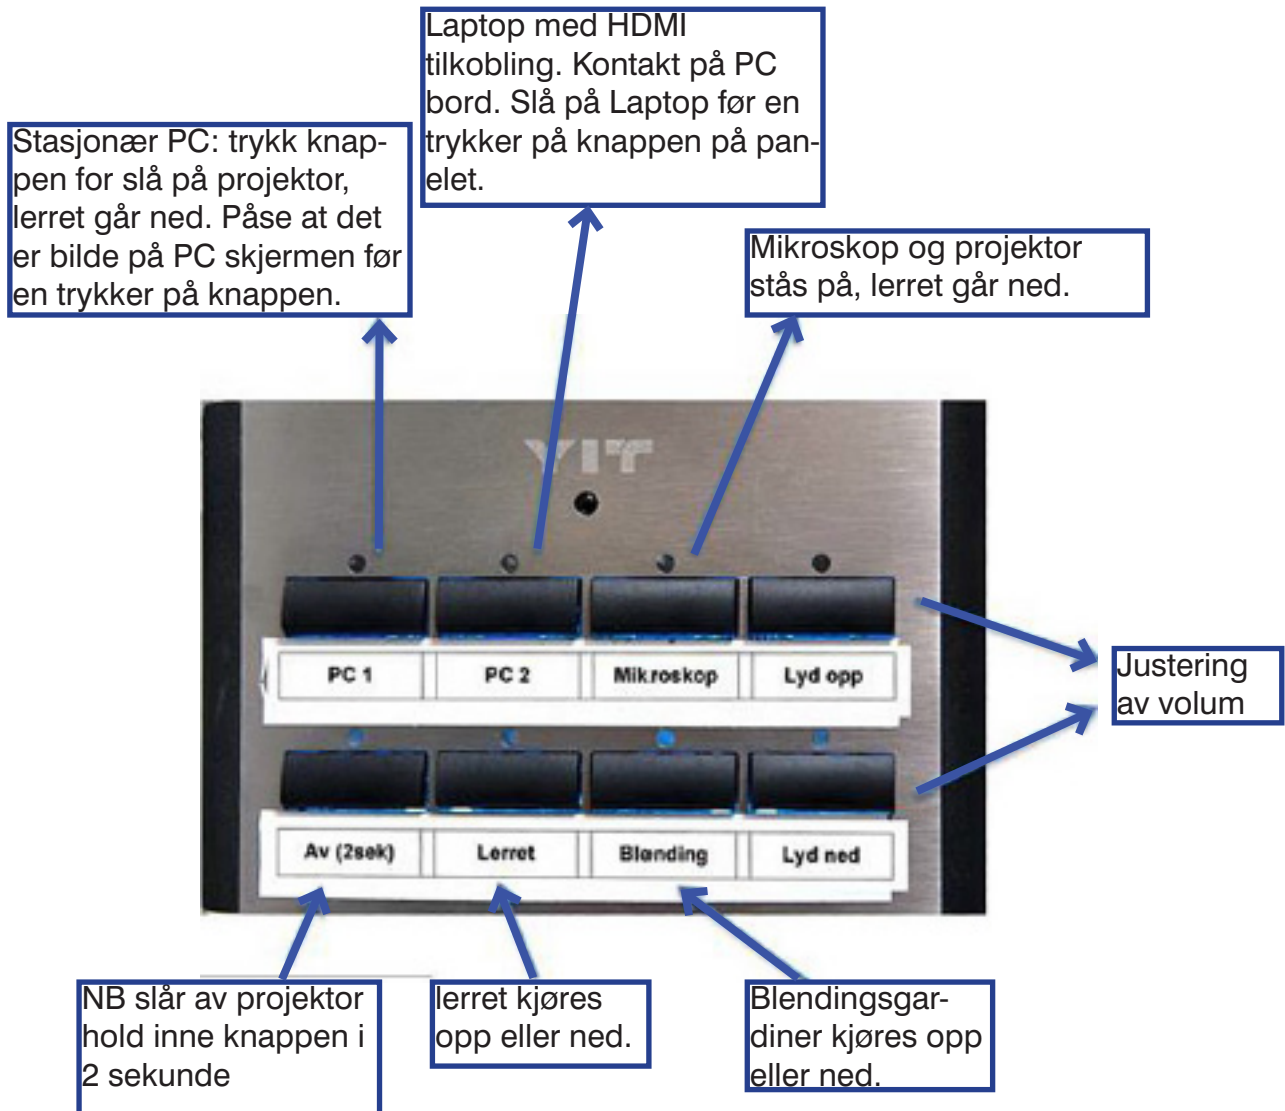 Laptop med HDMI
tilkobling. Kontakt på PC
bord. Slå på Laptop før en
trykker på knappen på pan-
elet.
Stasjonær PC: trykk knap-
pen for slå på projektor,
lerret går ned. Påse at det
er bilde på PC skjermen før
en trykker på knappen.
Mikroskop og projektor
stås på, lerret går ned.
YIT
PC 1
PC 2
Mikroskop
Lyd opp
Justering
av volum
Av (2sek)
Lerret
Blending
Lyd ned
NB slår av projektor
hold inne knappen i
2 sekunde
lerret kjøres
opp eller ned.
Blendingsgar-
diner kjøres opp
eller ned.